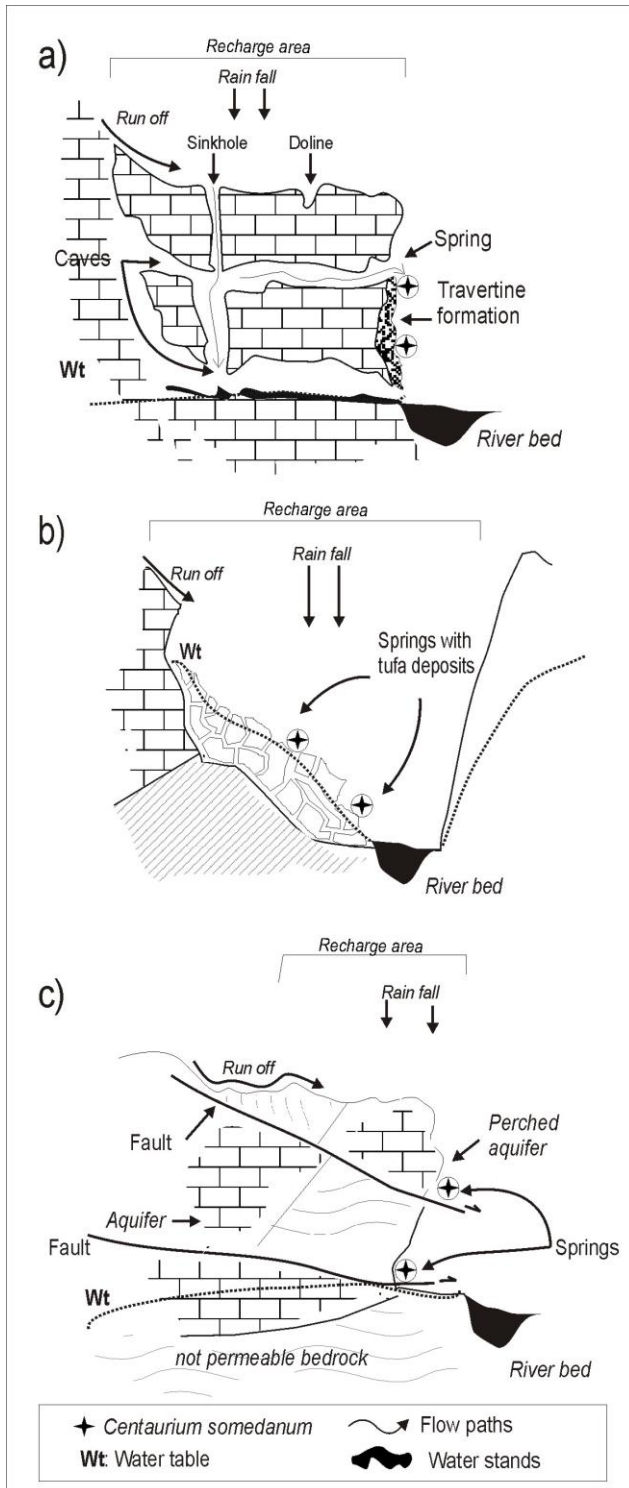 a)
Recharge area
Rain fall
Run off
Sinkhole
Doline
Spring
Caves
Travertine
formation
Wt
River bed
b)
Recharge area
Rain fall
Run off
Springs with
tufa deposits
Wt
River bed
c)
Recharge area
Rain fall
Run off
Fault
Perched
aquifer
Aquifer
Fault
Springs
Wt
not permeable bedrock
River bed
Centaurium somedanum
Flow paths
Wt: Water table
Water stands